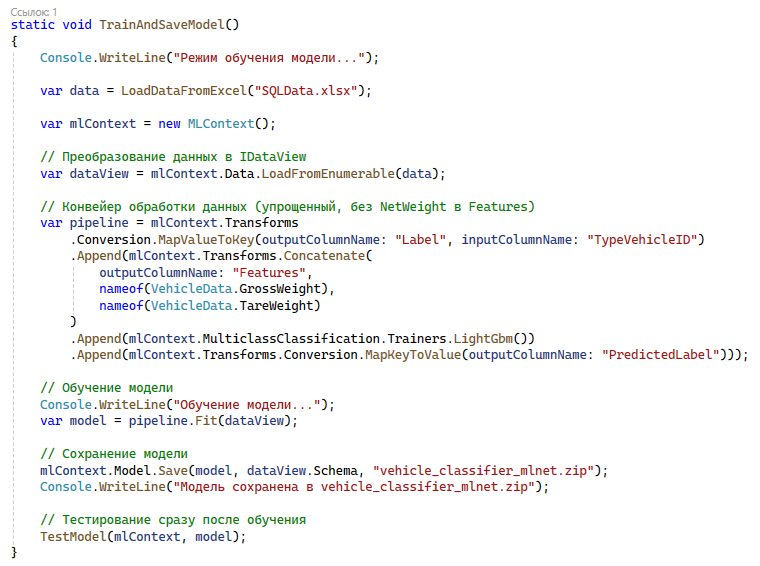 Ссылок: 1
static void TrainAndSaveModel()
{
    Console.WriteLine("Режим обучения модели...");

    var data = LoadDataFromExcel("SQLData.xlsx");

    var mlContext = new MLContext();

    // Преобразование данных в IDataView
    var dataView = mlContext.Data.LoadFromEnumerable(data);

    // Конвейер обработки данных (упрощенный, без NetWeight в Features)
    var pipeline = mlContext.Transforms
        .Conversion.MapValueToKey(outputColumnName: "Label", inputColumnName: "TypeVehicleID")
        .Append(mlContext.Transforms.Concatenate(
            outputColumnName: "Features",
            nameof(VehicleData.GrossWeight),
            nameof(VehicleData.TareWeight)
        )
        .Append(mlContext.MulticlassClassification.Trainers.LightGbm())
        .Append(mlContext.Transforms.Conversion.MapKeyToValue(outputColumnName: "PredictedLabel")));

    // Обучение модели
    Console.WriteLine("Обучение модели...");
    var model = pipeline.Fit(dataView);

    // Сохранение модели
    mlContext.Model.Save(model, dataView.Schema, "vehicle_classifier_mlnet.zip");
    Console.WriteLine("Модель сохранена в vehicle_classifier_mlnet.zip");

    // Тестирование сразу после обучения
    TestModel(mlContext, model);
}